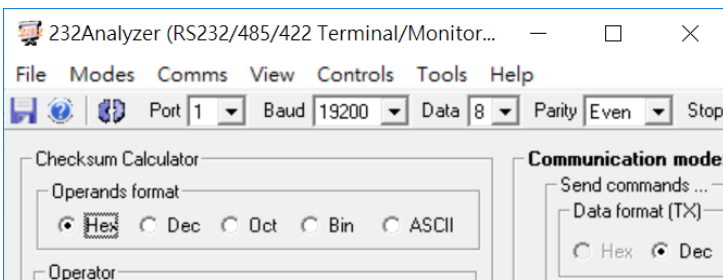 232Analyzer (RS232/485/422 Terminal/Monitor...
File Modes Comms View Controls Tools Help
Port 1 Baud 19200 Data 8 Parity Even Stop
Checksum Calculator
Operands format
Hex Dec Oct Bin ASCII
Operator
Communication mode
Send commands ...
Data format (TX)
Hex Dec